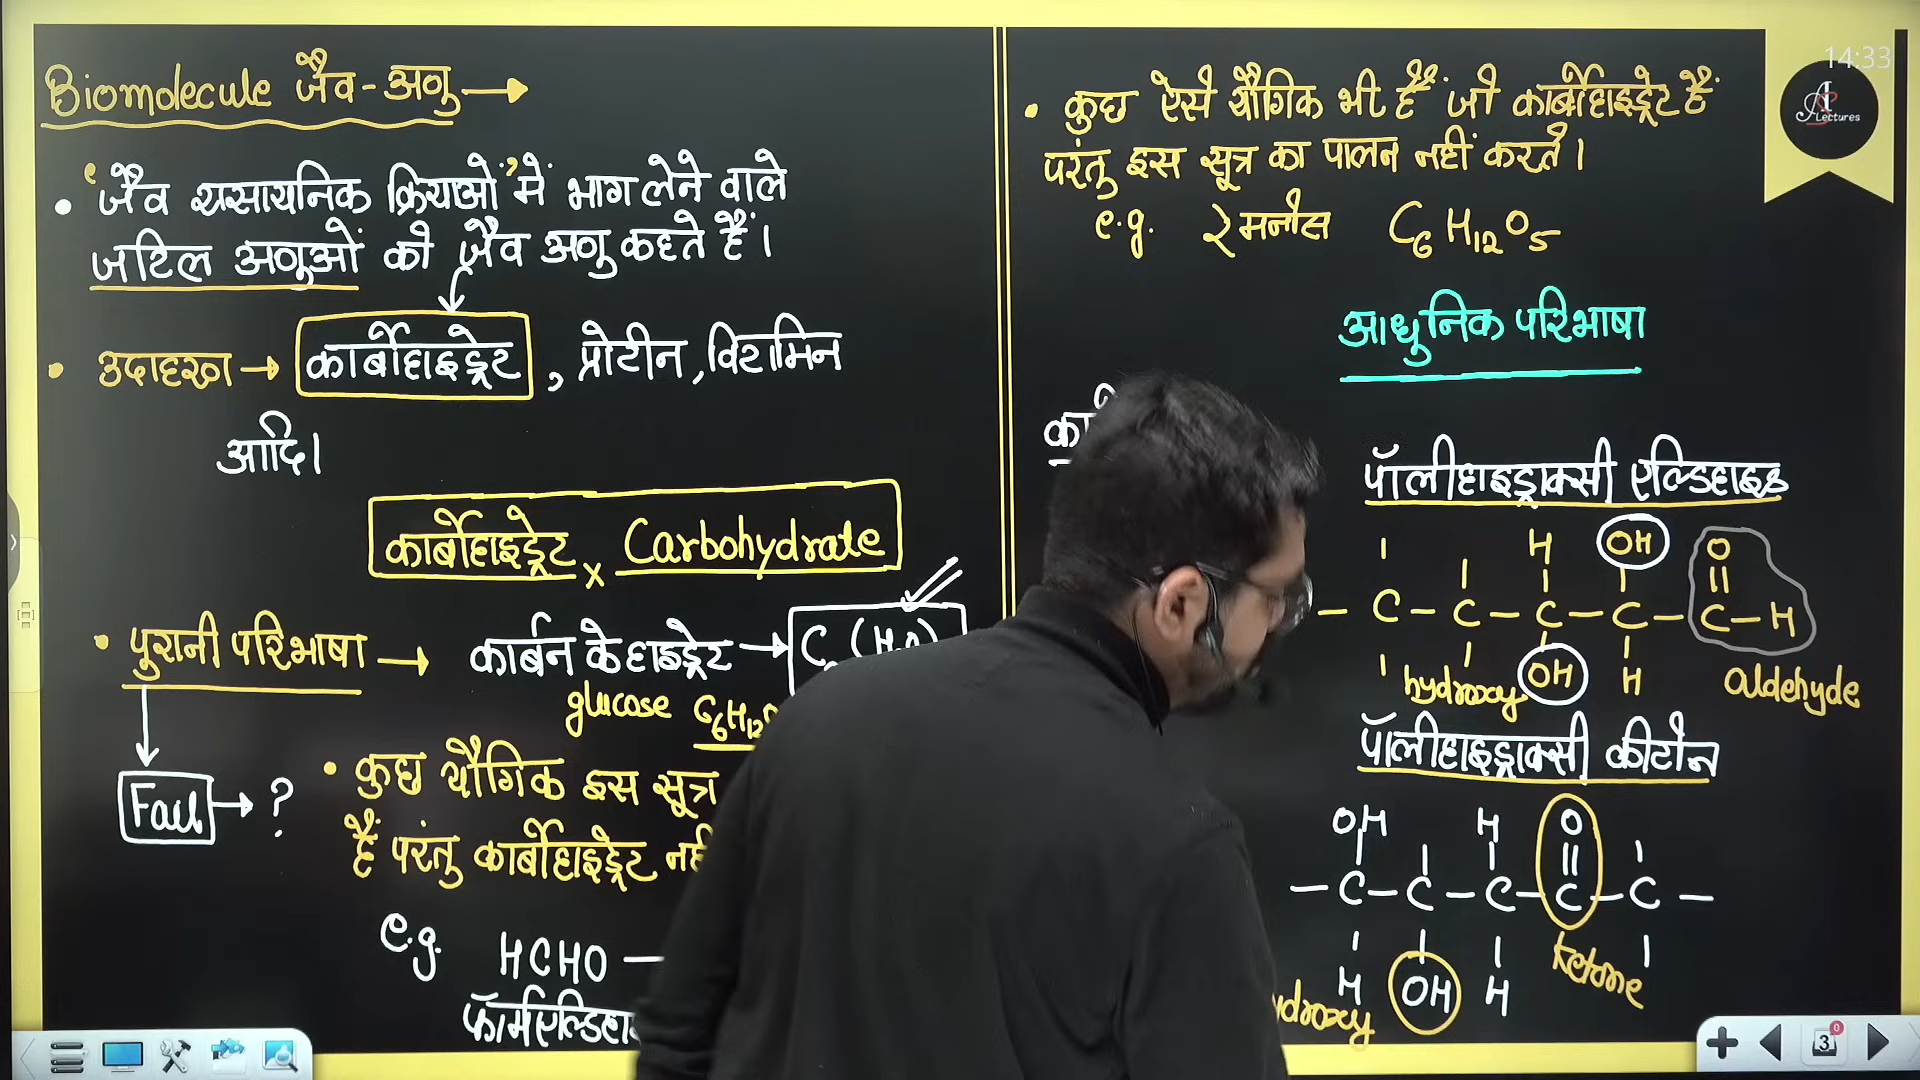 Biomolecule जैव-अणु →
• "जैव रासायनिक क्रियाओं" में भाग लेने वाले
जटिल अणुओं को जैव अणु कहते हैं।
• उदाहरण → कार्बोहाइड्रेट, प्रोटीन, विटामिन
आदि।
कार्बोहाइड्रेट x Carbohydrate
• पुरानी परिभाषा → कार्बन के हाइड्रेट →
glucose
Fail → ?
• कुछ यौगिक इस सूत्र
हैं परंतु कार्बोहाइड्रेट
e.g.
HCHO —
14:33
A
Lectures
• कुछ ऐसे यौगिक भी हैं जो कार्बोहाइड्रेट हैं
परंतु इस सूत्र का पालन नहीं करते।
e.g. रेमनोस C6H12O5
आधुनिक परिभाषा
पॉलीहाइड्राक्सी एल्डिहाइड
H OH O
— C — C — C — C — C — H
hydroxy OH H aldehyde
पॉलीहाइड्राक्सी कीटोन
OH H O
— C — C — C — C — C —
H OH H ketone
3
0